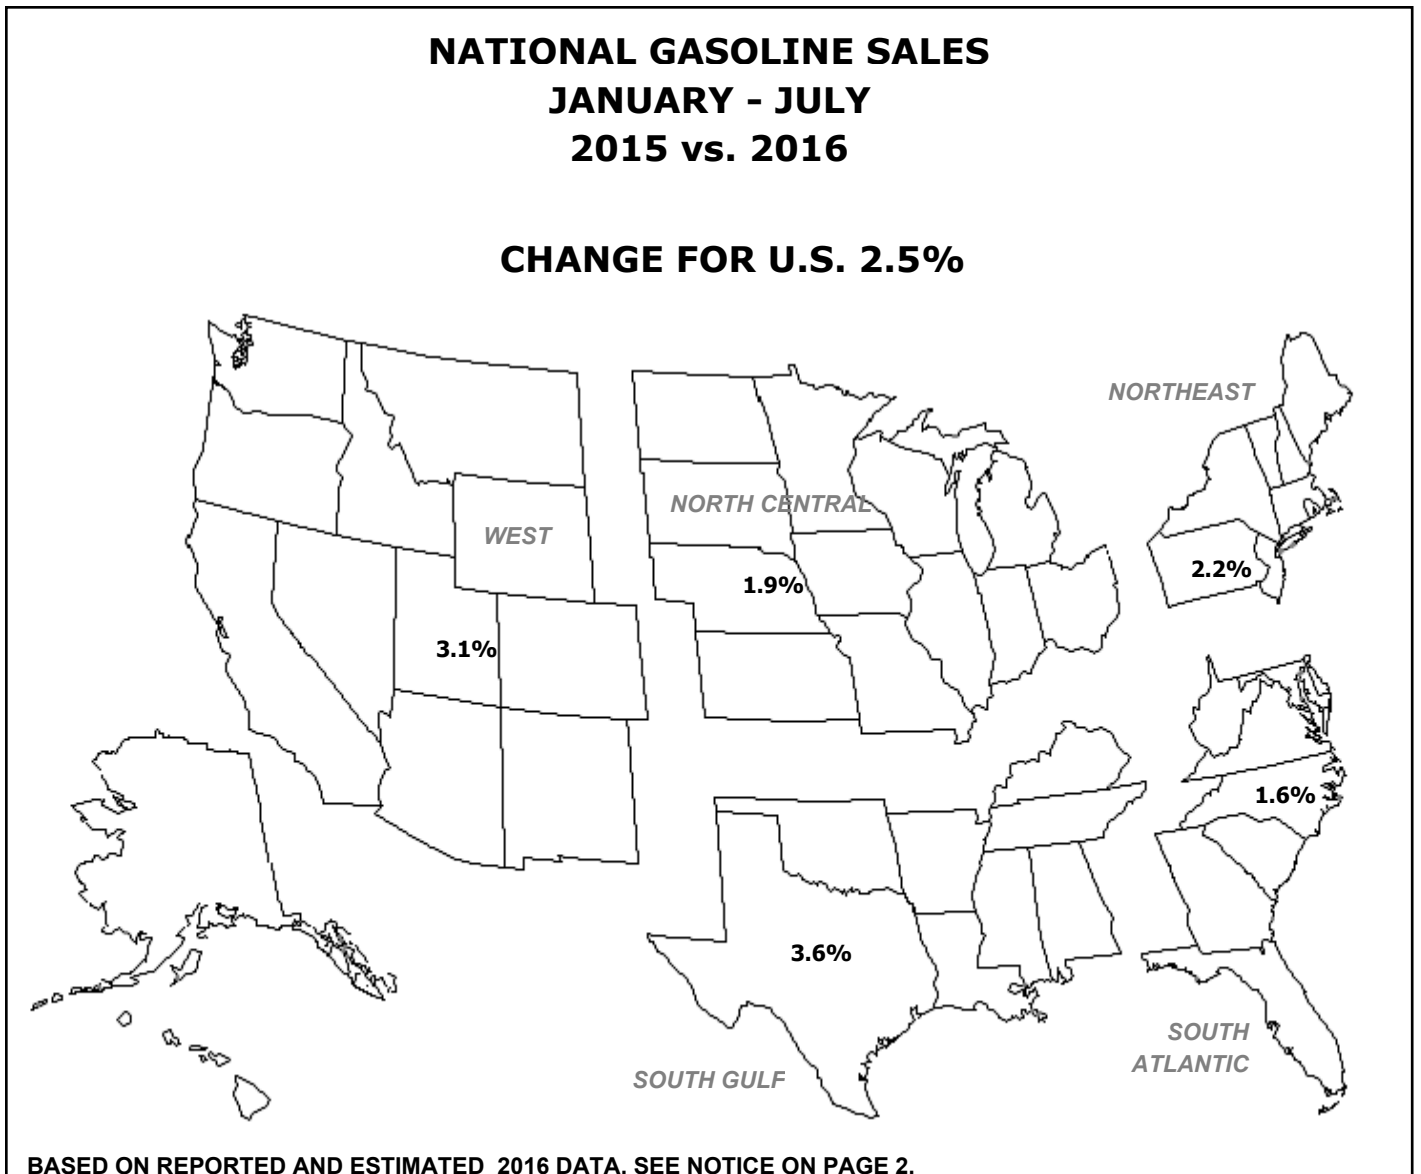 NATIONAL GASOLINE SALES
JANUARY - JULY
2015 vs. 2016
CHANGE FOR U.S. 2.5%
NORTHEAST
NORTH CENTRAL
WEST
2.2%
1.9%
3.1%
1.6%
3.6%
SOUTH
ATLANTIC
SOUTH GULF
BASED ON REPORTED AND ESTIMATED  2016 DATA. SEE NOTICE ON PAGE 2.